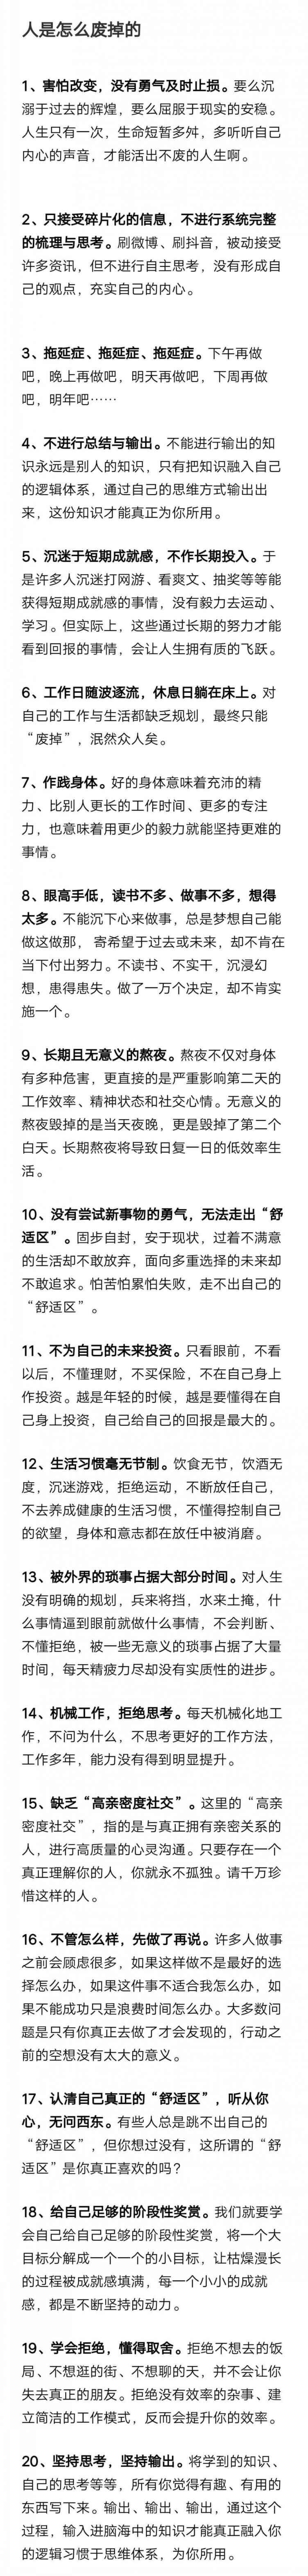 人是怎么废掉的
1、害怕改变，没有勇气及时止损。要么沉
溺于过去的辉煌，要么屈服于现实的安稳。
人生只有一次，生命短暂多舛，多听听自己
内心的声音，才能活出不废的人生啊。
2、只接受碎片化的信息，不进行系统完整
的梳理与思考。刷微博、刷抖音，被动接受
许多资讯，但不进行自主思考，没有形成自
己的观点，充实自己的内心。
3、拖延症、拖延症、拖延症。下午再做
吧，晚上再做吧，明天再做吧，下周再做
吧，明年吧……
4、不进行总结与输出。不能进行输出的知
识永远是别人的知识，只有把知识融入自己
的逻辑体系，通过自己的思维方式输出出
来，这份知识才能真正为你所用。
5、沉迷于短期成就感，不作长期投入。于
是许多人沉迷打网游、看爽文、抽奖等等能
获得短期成就感的事情，没有毅力去运动、
学习。但实际上，这些通过长期的努力才能
看到回报的事情，会让人生拥有质的飞跃。
6、工作日随波逐流，休息日躺在床上。对
自己的工作与生活都缺乏规划，最终只能
“废掉”，泯然众人矣。
7、作践身体。好的身体意味着充沛的精
力、比别人更长的工作时间、更多的专注
力，也意味着用更少的毅力就能坚持更难的
事情。
8、眼高手低，读书不多、做事不多，想得
太多。不能沉下心来做事，总是梦想自己能
做这做那， 寄希望于过去或未来，却不肯在
当下付出努力。不读书、不实干，沉浸幻
想，患得患失。做了一万个决定，却不肯实
施一个。
9、长期且无意义的熬夜。熬夜不仅对身体
有多种危害，更直接的是严重影响第二天的
工作效率、精神状态和社交心情。无意义的
熬夜毁掉的是当天夜晚，更是毁掉了第二个
白天。长期熬夜将导致日复一日的低效率生
活。
10、没有尝试新事物的勇气，无法走出“舒
适区”。固步自封，安于现状，过着不满意
的生活却不敢放弃，面向多重选择的未来却
不敢追求。怕苦怕累怕失败，走不出自己的
“舒适区”。
11、不为自己的未来投资。只看眼前，不看
以后，不懂理财，不买保险，不在自己身上
作投资。越是年轻的时候，越是要懂得在自
己身上投资，自己给自己的回报是最大的。
12、生活习惯毫无节制。饮食无节，饮酒无
度，沉迷游戏，拒绝运动，不断放任自己，
不去养成健康的生活习惯，不懂得控制自己
的欲望，身体和意志都在放任中被消磨。
13、被外界的琐事占据大部分时间。对人生
没有明确的规划，兵来将挡，水来土掩，什
么事情逼到眼前就做什么事情，不会判断、
不懂拒绝，被一些无意义的琐事占据了大量
时间，每天精疲力尽却没有实质性的进步。
14、机械工作，拒绝思考。每天机械化地工
作，不问为什么，不思考更好的工作方法，
工作多年，能力没有得到明显提升。
15、缺乏“高亲密度社交”。这里的“高亲
密度社交”，指的是与真正拥有亲密关系的
人，进行高质量的心灵沟通。只要存在一个
真正理解你的人，你就永不孤独。请千万珍
惜这样的人。
16、不管怎么样，先做了再说。许多人做事
之前会顾虑很多，如果这样做不是最好的选
择怎么办，如果这件事不适合我怎么办，如
果不能成功只是浪费时间怎么办。大多数问
题是只有你真正去做了才会发现的，行动之
前的空想没有太大的意义。
17、认清自己真正的“舒适区”，听从你
心，无问西东。有些人总是跳不出自己的
“舒适区”，但你想过没有，这所谓的“舒
适区”是你真正喜欢的吗？
18、给自己足够的阶段性奖赏。我们就要学
会自己给自己足够的阶段性奖赏，将一个大
目标分解成一个一个的小目标，让枯燥漫长
的过程被成就感填满，每一个小小的成就
感，都是不断坚持的动力。
19、学会拒绝，懂得取舍。拒绝不想去的饭
局、不想逛的街、不想聊的天，并不会让你
失去真正的朋友。拒绝没有效率的杂事、建
立简洁的工作模式，反而会提升你的效率。
20、坚持思考，坚持输出。将学到的知识、
自己的思考等等，所有你觉得有趣、有用的
东西写下来。输出、输出、输出，通过这个
过程，输入进脑海中的知识才能真正融入你
的逻辑习惯于思维体系，为你所用。